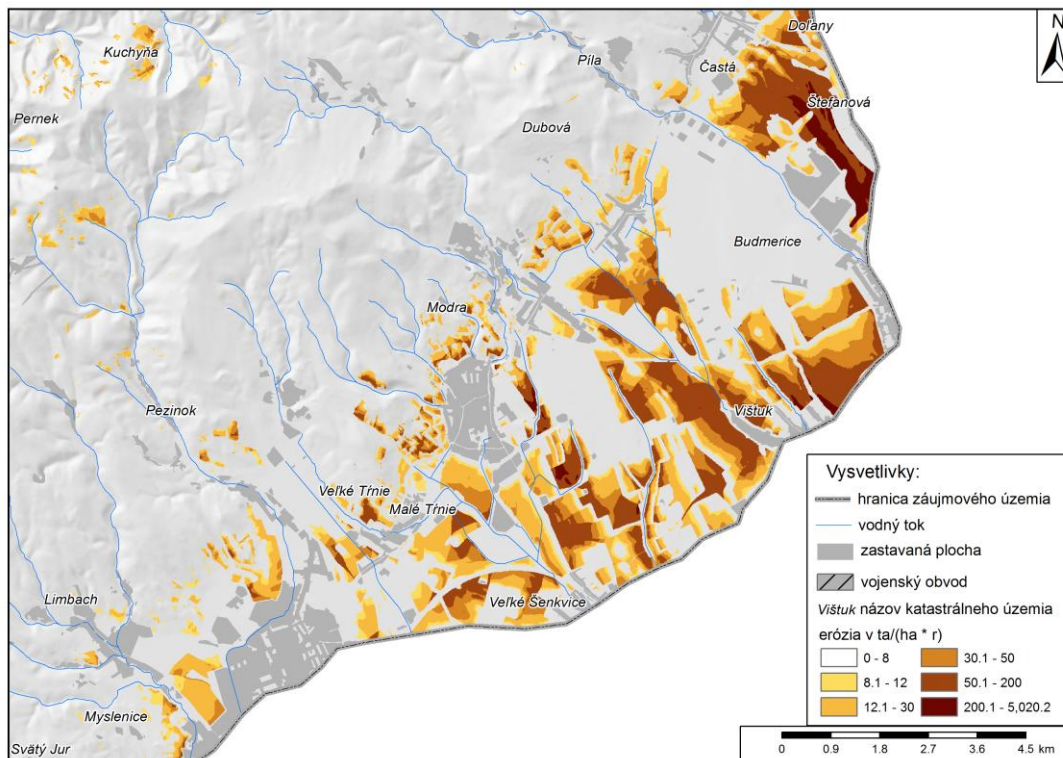 N
Doľany
Kuchyňa
Píla
Častá
Štefanová
Pernek
Dubová
Budmerice
Modra
Pezinok
Vištuk
Veľké Tŕnie
Malé Tŕnie
Veľké Šenkvice
Limbach
Myslenice
Svätý Jur
Vysvetlivky:
hranica záujmového územia
vodný tok
zastavaná plocha
vojenský obvod
Vištuk názov katastrálneho územia
erózia v ta/(ha * r)
0 - 8 30.1 - 50
8.1 - 12 50.1 - 200
12.1 - 30 200.1 - 5,020.2
0 0.9 1.8 2.7 3.6 4.5 km